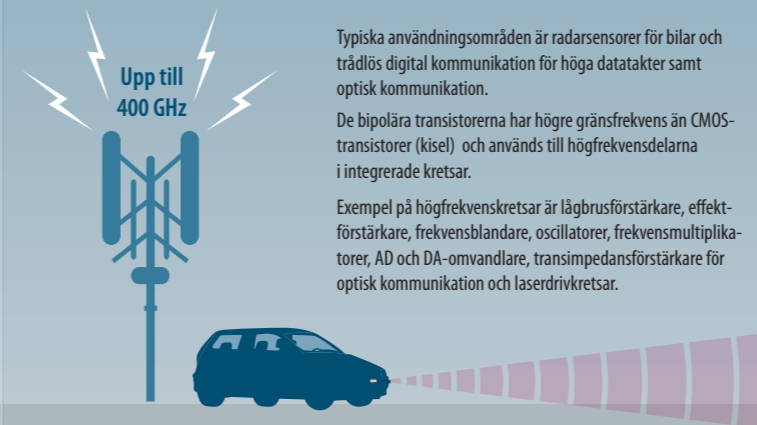 Upp till
400 GHz
Typiska användningsområden är radarsensorer för bilar och
trådlös digital kommunikation för höga datatakter samt
optisk kommunikation.
De bipolära transistorerna har högre gränsfrekvens än CMOS-
transistorer (kisel) och används till högfrekvensdelarna
i integrerade kretsar.
Exempel på högfrekvenskretsar är lågbrusförstärkare, effekt-
förstärkare, frekvensblandare, oscillatorer, frekvensmultiplika-
torer, AD och DA-omvandlare, transimpedansförstärkare för
optisk kommunikation och laserdrivkretsar.